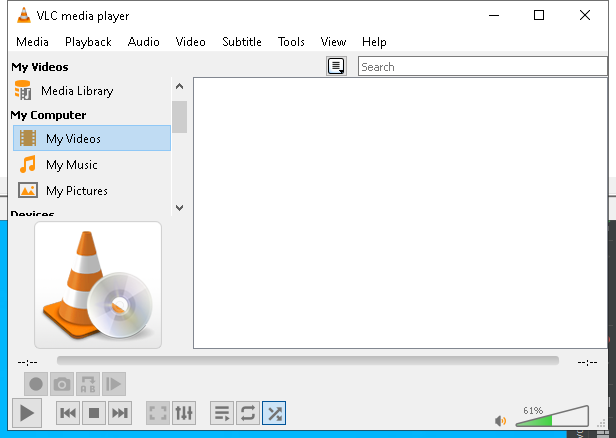 VLC media player
Media Playback Audio Video Subtitle Tools View Help
My Videos
Search
Media Library
My Computer
My Videos
My Music
My Pictures
Devices
--:-- --:--
A B
61%